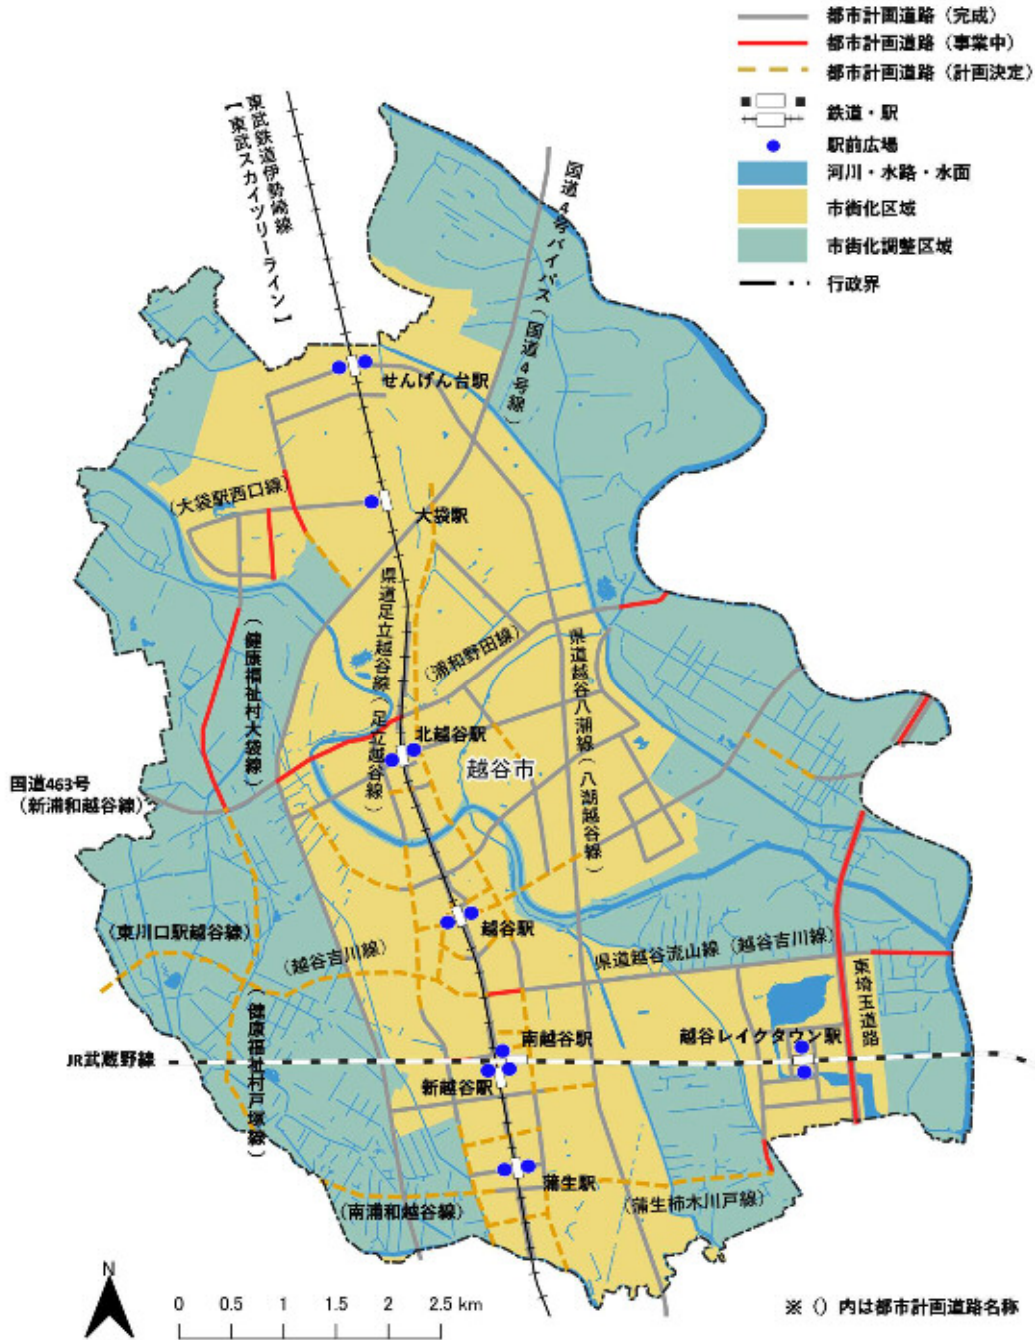 都市計画道路（完成）
都市計画道路（事業中）
都市計画道路（計画決定）
鉄道・駅
駅前広場
河川・水路・水面
市街化区域
市街化調整区域
行政界
東武鉄道伊勢崎線
【東武スカイツリーライン】
国道4号バイパス（国道4号線）
せんげん台駅
（大袋駅西口線）
大袋駅
県道足立越谷線（足立越谷線）
（浦和野田線）
県道越谷八潮線（八潮越谷線）
（健康福祉村大袋線）
北越谷駅
越谷市
国道463号
（新浦和越谷線）
越谷駅
（東川口駅越谷線）
（越谷吉川線）
県道越谷流山線（越谷吉川線）
東埼玉道路
南越谷駅
越谷レイクタウン駅
JR武蔵野線
新越谷駅
（健康福祉村戸塚線）
蒲生駅
（南浦和越谷線）
（蒲生柿木川戸線）
N
0 0.5 1 1.5 2 2.5 km
※（）内は都市計画道路名称